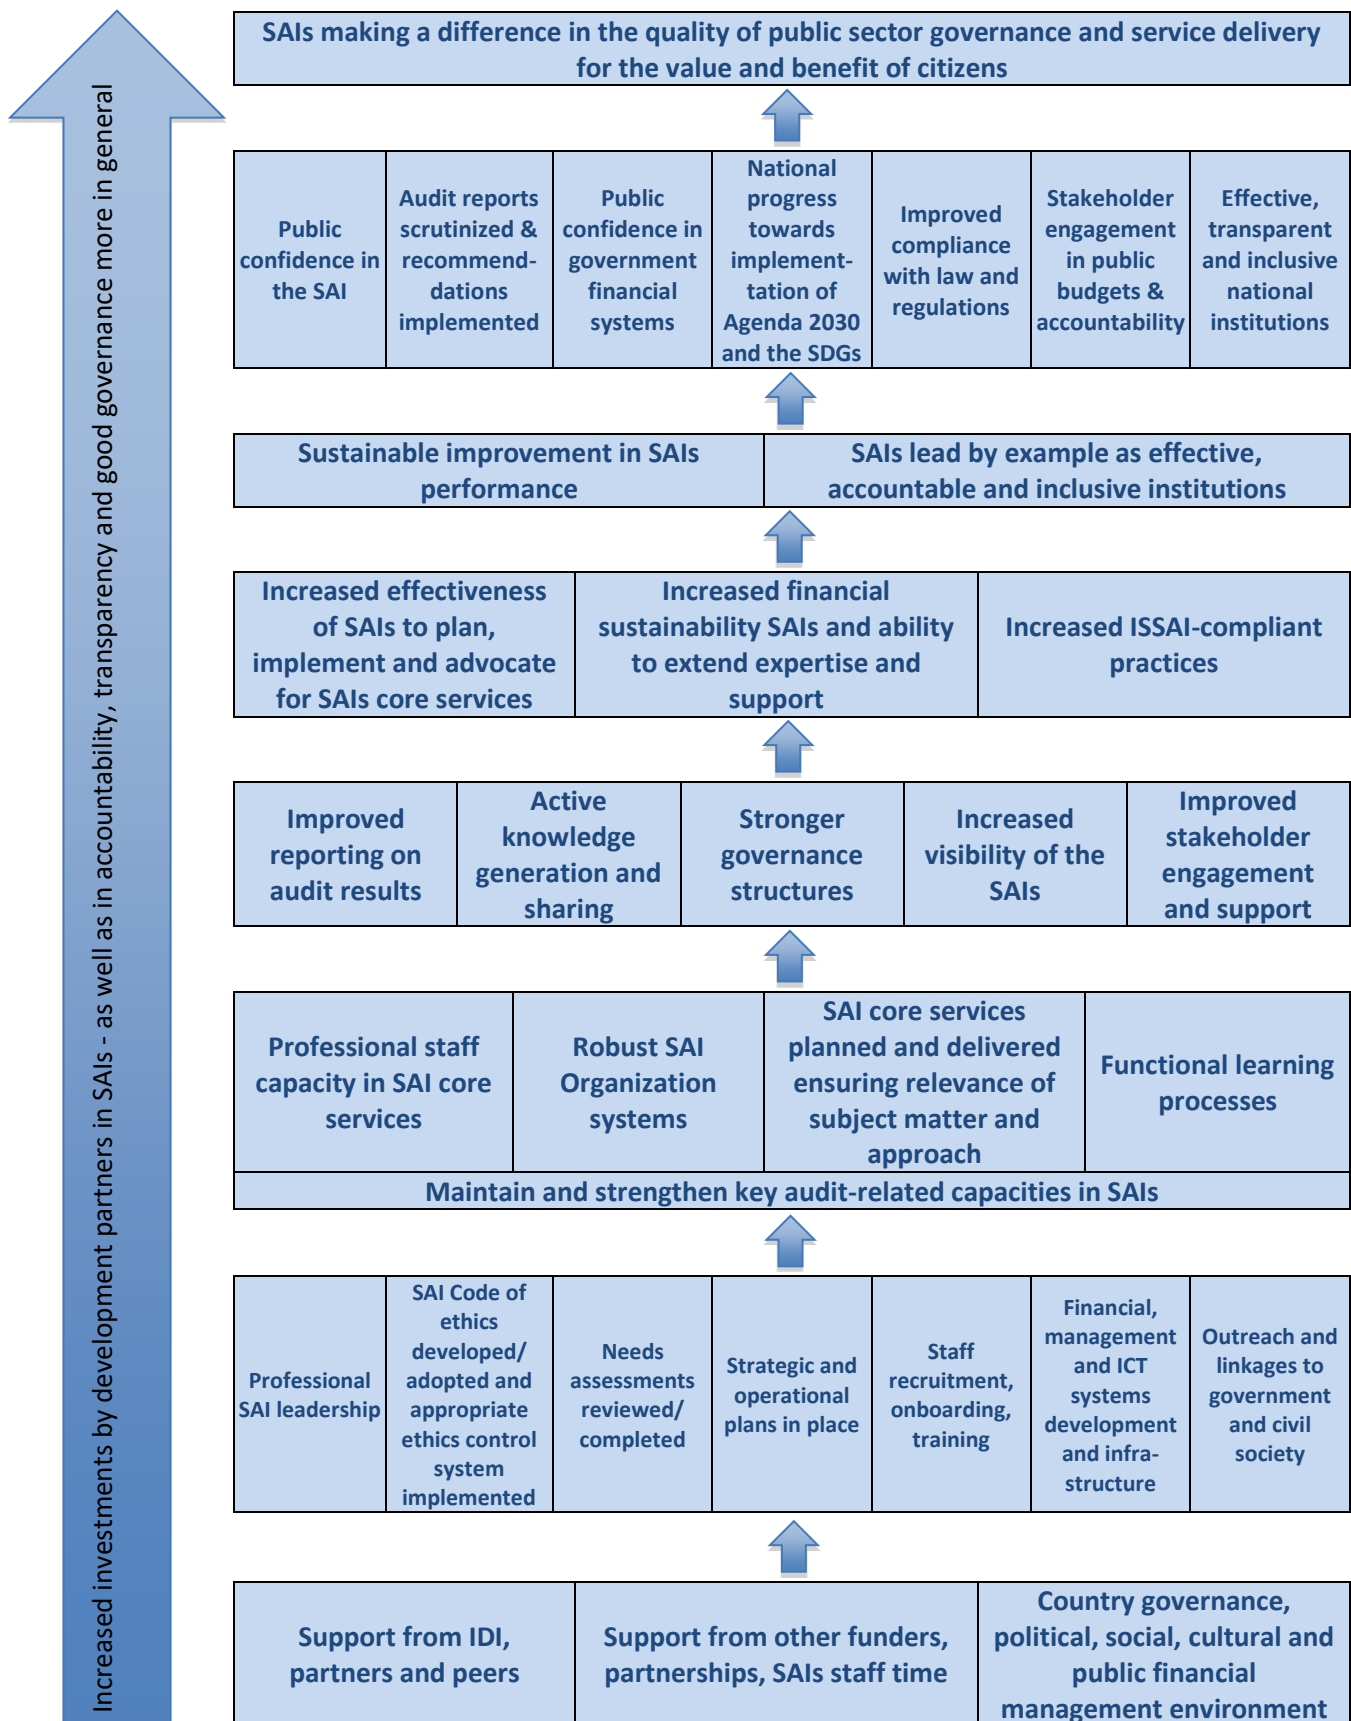 Increased investments by development partners in SAIs - as well as in accountability, transparency and good governance more in general
SAIs making a difference in the quality of public sector governance and service delivery
for the value and benefit of citizens
Public
confidence in
the SAI
Audit reports
scrutinized &
recommend-
dations
implemented
Public
confidence in
government
financial
systems
National
progress
towards
implement-
tation of
Agenda 2030
and the SDGs
Improved
compliance
with law and
regulations
Stakeholder
engagement
in public
budgets &
accountability
Effective,
transparent
and inclusive
national
institutions
Sustainable improvement in SAIs
performance
SAIs lead by example as effective,
accountable and inclusive institutions
Increased effectiveness
of SAIs to plan,
implement and advocate
for SAIs core services
Increased financial
sustainability SAIs and ability
to extend expertise and
support
Increased ISSAI-compliant
practices
Improved
reporting on
audit results
Active
knowledge
generation and
sharing
Stronger
governance
structures
Increased
visibility of the
SAIs
Improved
stakeholder
engagement
and support
Professional staff
capacity in SAI core
services
Robust SAI
Organization
systems
SAI core services
planned and delivered
ensuring relevance of
subject matter and
approach
Functional learning
processes
Maintain and strengthen key audit-related capacities in SAIs
Professional
SAI leadership
SAI Code of
ethics
developed/
adopted and
appropriate
ethics control
system
implemented
Needs
assessments
reviewed/
completed
Strategic and
operational
plans in place
Staff
recruitment,
onboarding,
training
Financial,
management
and ICT
systems
development
and infra-
structure
Outreach and
linkages to
government
and civil
society
Support from IDI,
partners and peers
Support from other funders,
partnerships, SAIs staff time
Country governance,
political, social, cultural and
public financial
management environment